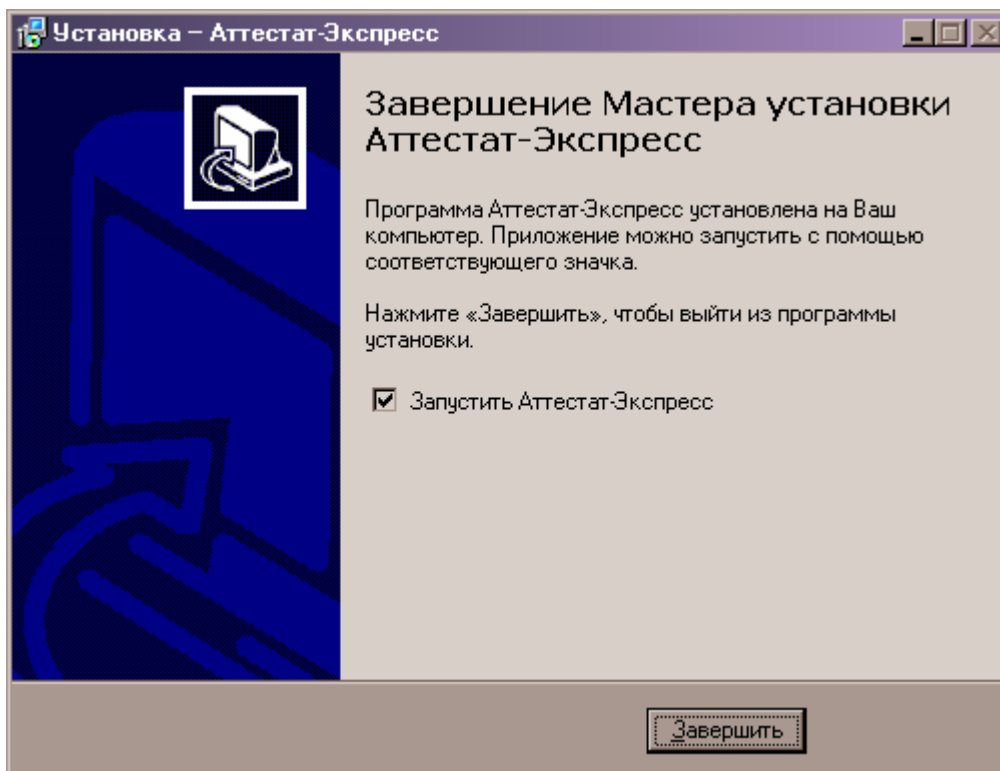 Установка – Аттестат-Экспресс
Завершение Мастера установки
Аттестат-Экспресс
Программа Аттестат-Экспресс установлена на Ваш
компьютер. Приложение можно запустить с помощью
соответствующего значка.
Нажмите «Завершить», чтобы выйти из программы
установки.
Запустить Аттестат-Экспресс
Завершить